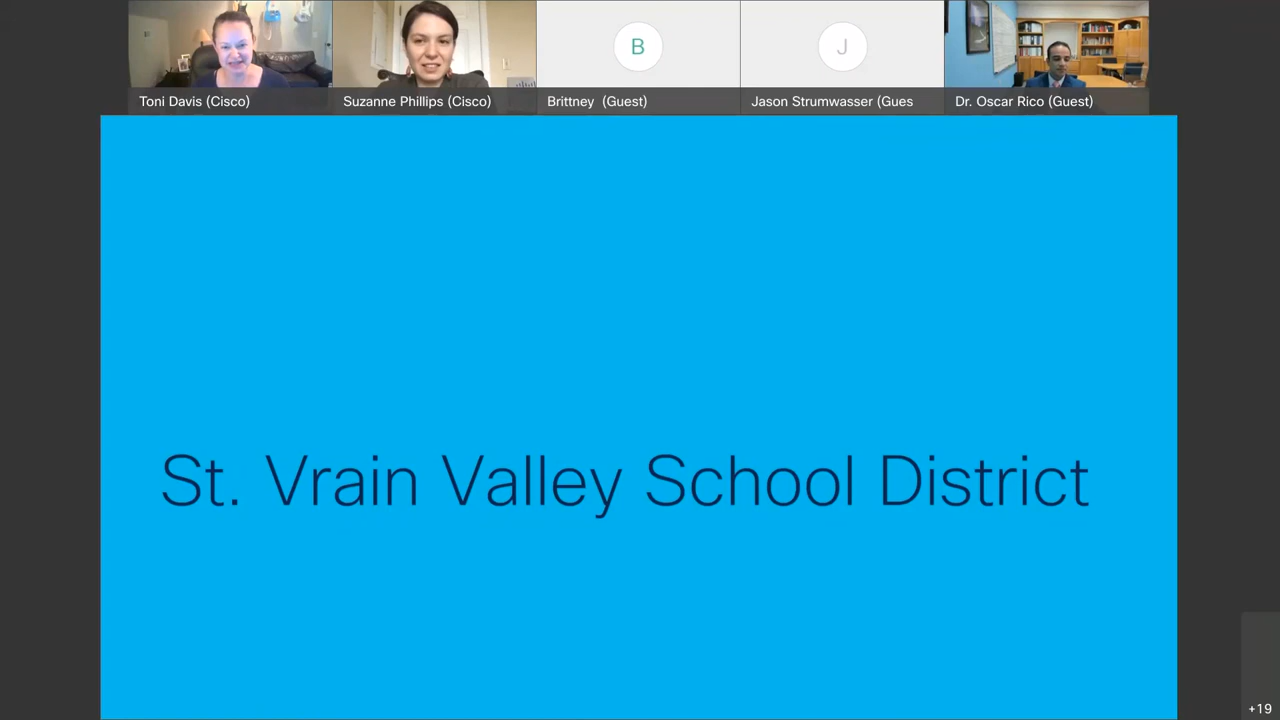 B
J
Toni Davis (Cisco)
Suzanne Phillips (Cisco)
Brittney (Guest)
Jason Strumwasser (Gues
Dr. Oscar Rico (Guest)
St. Vrain Valley School District
+19